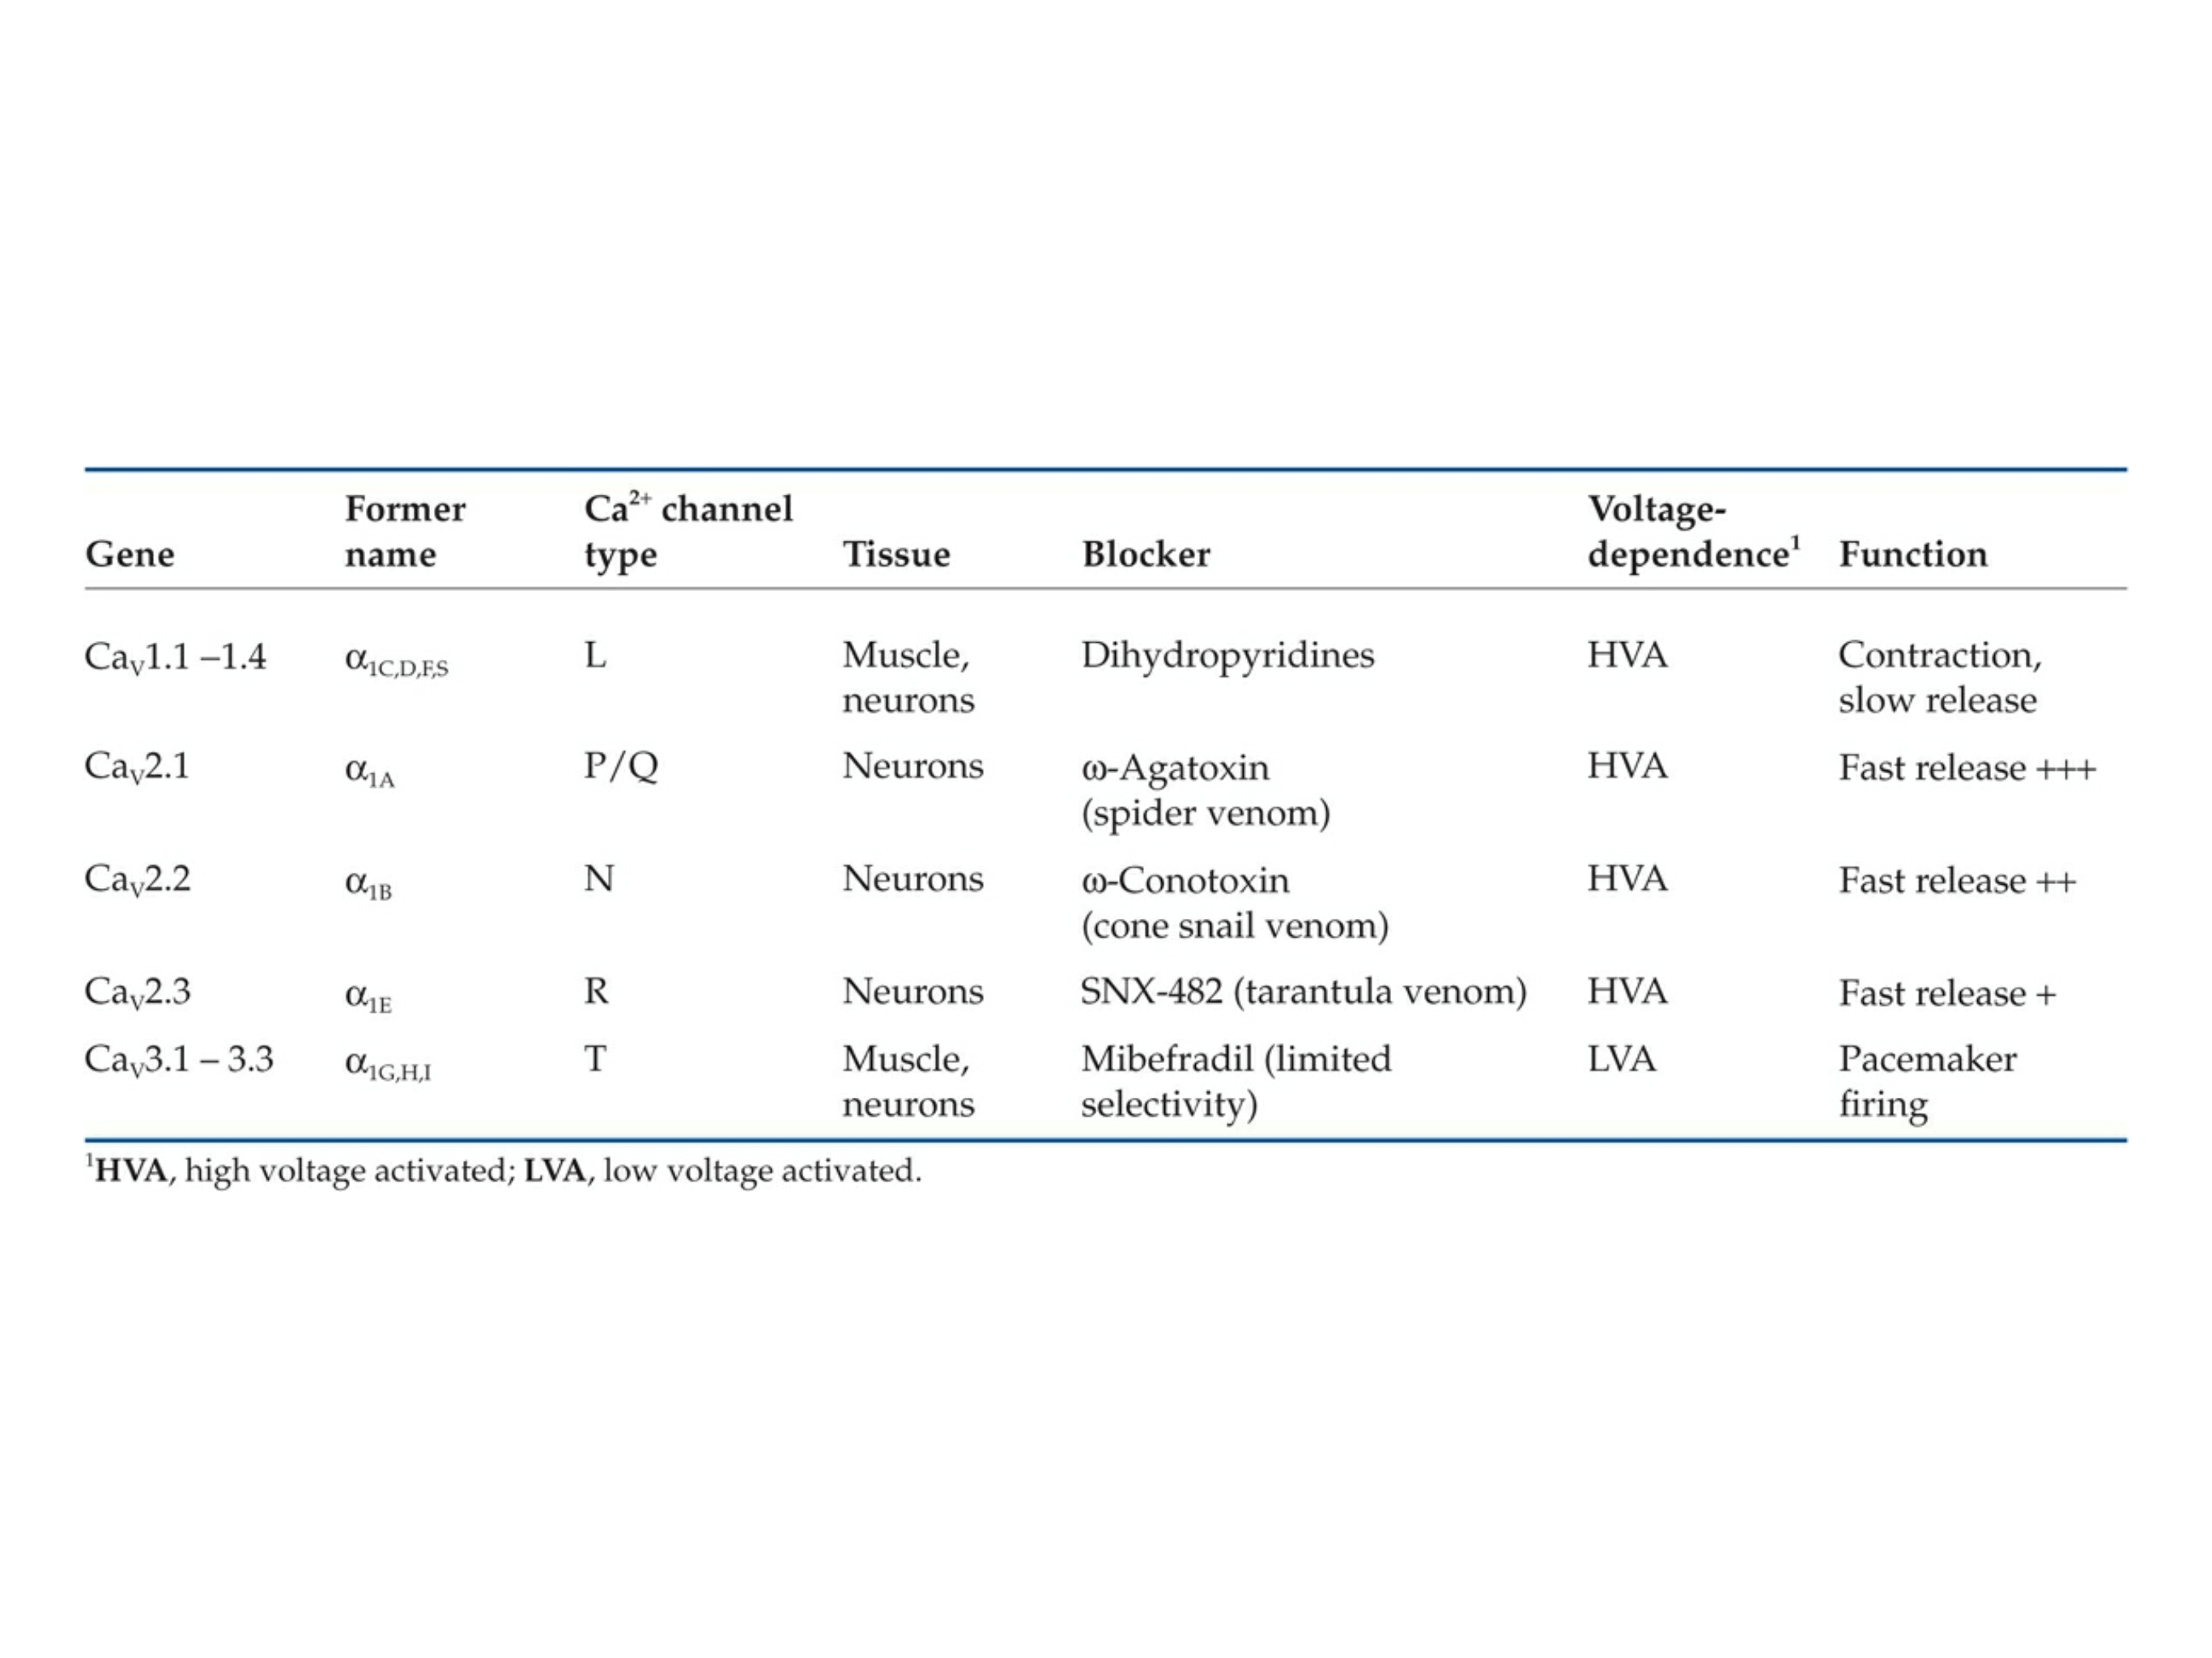 Gene Former name Ca²⁺ channel type Tissue Blocker Voltage-dependence¹ Function
Caᵥ1.1 –1.4 α1C,D,F,S L Muscle, neurons Dihydropyridines HVA Contraction, slow release
Caᵥ2.1 α1A P/Q Neurons ω-Agatoxin (spider venom) HVA Fast release +++
Caᵥ2.2 α1B N Neurons ω-Conotoxin (cone snail venom) HVA Fast release ++
Caᵥ2.3 α1E R Neurons SNX-482 (tarantula venom) HVA Fast release +
Caᵥ3.1 – 3.3 α1G,H,I T Muscle, neurons Mibefradil (limited selectivity) LVA Pacemaker firing
¹HVA, high voltage activated; LVA, low voltage activated.